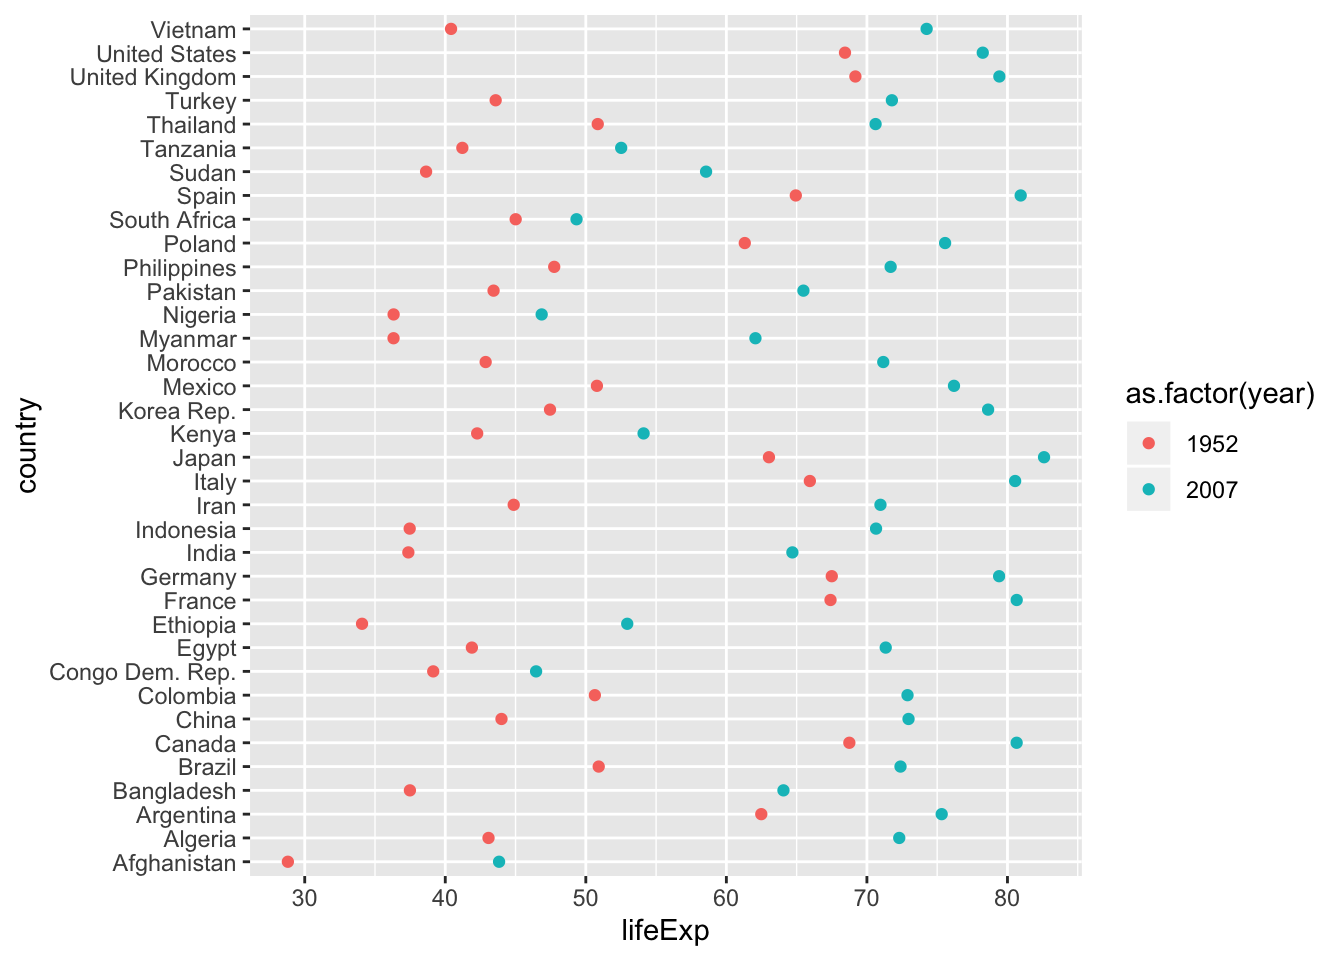 Vietnam
United States
United Kingdom
Turkey
Thailand
Tanzania
Sudan
Spain
South Africa
Poland
Philippines
Pakistan
Nigeria
Myanmar
Morocco
Mexico
Korea Rep.
Kenya
Japan
Italy
Iran
Indonesia
India
Germany
France
Ethiopia
Egypt
Congo Dem. Rep.
Colombia
China
Canada
Brazil
Bangladesh
Argentina
Algeria
Afghanistan
country
30 40 50 60 70 80
lifeExp
as.factor(year)
1952
2007